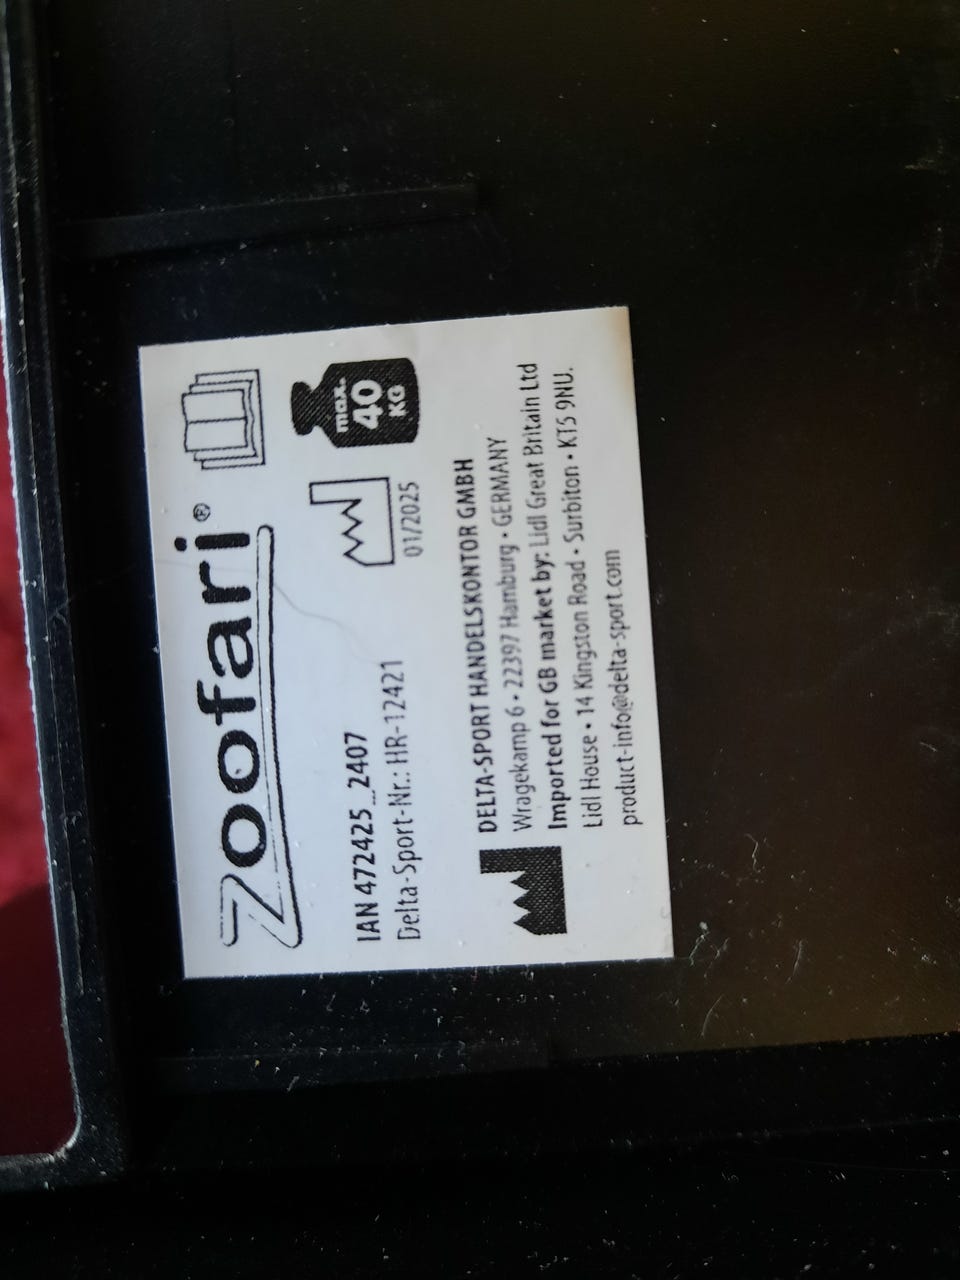 Zoofari®
max.
40
KG
01/2025
IAN 472425_2407
Delta-Sport-Nr.: HR-12421
DELTA-SPORT HANDELSKONTOR GMBH
Wragekamp 6 • 22397 Hamburg • GERMANY
Imported for GB market by: Lidl Great Britain Ltd
Lidl House • 14 Kingston Road • Surbiton • KT5 9NU.
product-info@delta-sport.com